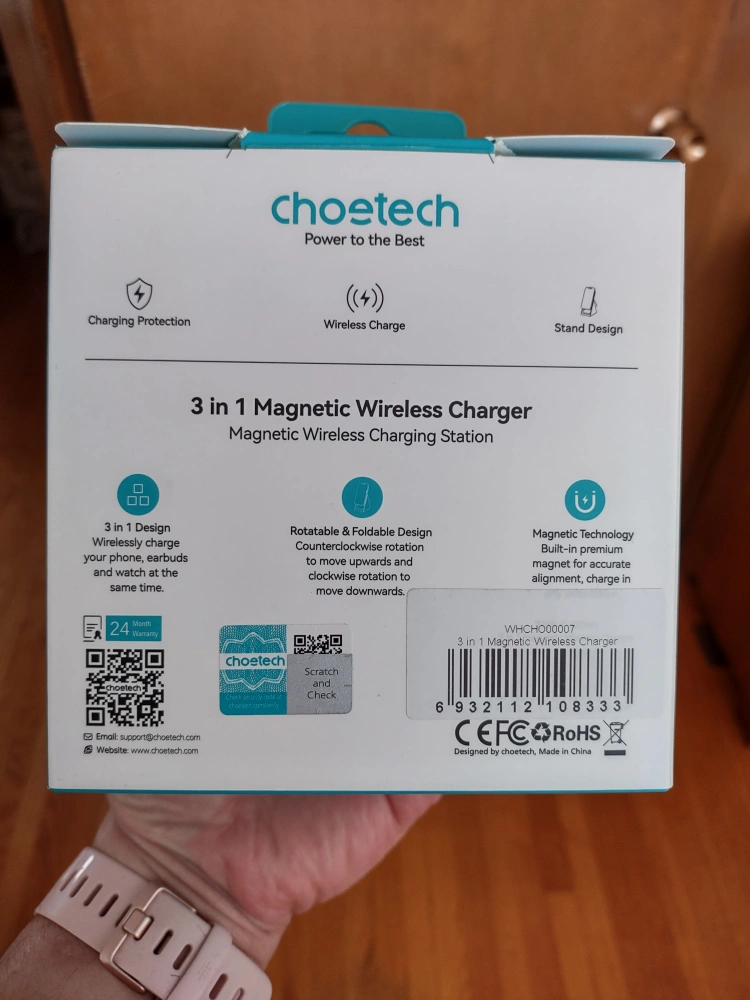 choetech
Power to the Best
Charging Protection
Wireless Charge
Stand Design
3 in 1 Magnetic Wireless Charger
Magnetic Wireless Charging Station
3 in 1 Design
Wirelessly charge
your phone, earbuds
and watch at the
same time.
Rotatable & Foldable Design
Counterclockwise rotation
to move upwards and
clockwise rotation to
move downwards.
Magnetic Technology
Built-in premium
magnet for accurate
alignment, charge in
24 Month
Warranty
choetech
choetech
Scratch
and
Check
WHCHO00007
3 in 1 Magnetic Wireless Charger
6 932112 108333
CE FC RoHS
Designed by choetech, Made in China
Email: support@choetech.com
Website: www.choetech.com